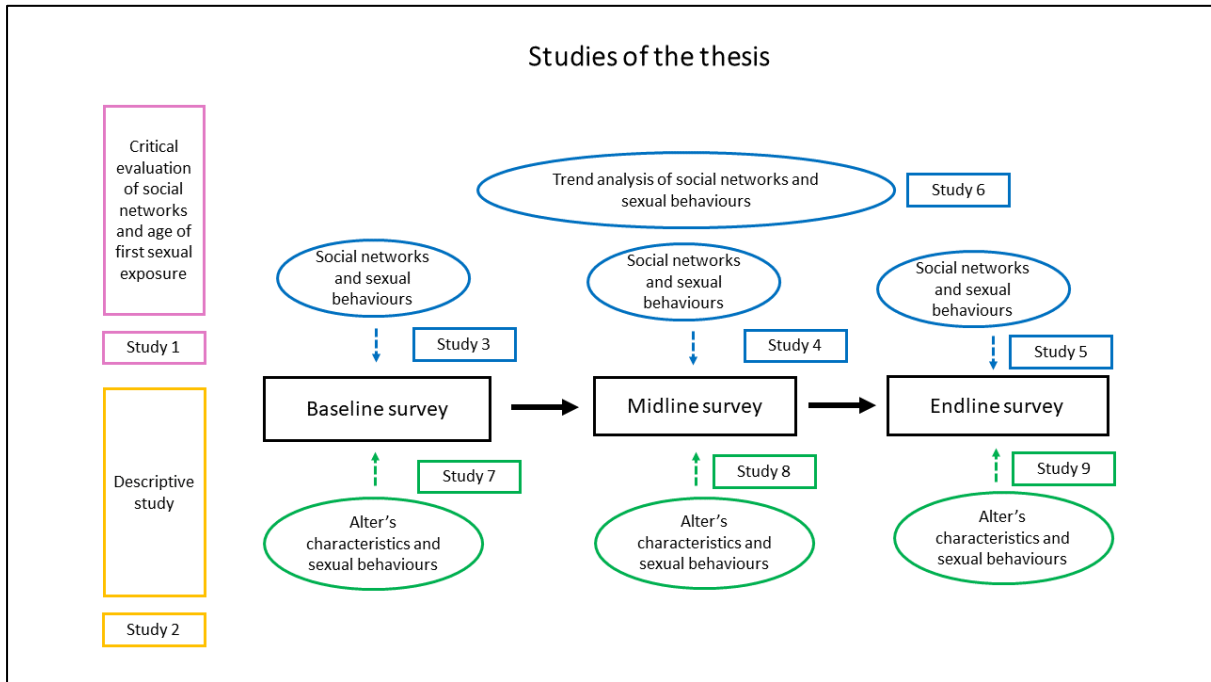 Studies of the thesis
Critical
evaluation
of social
networks
and age of
first sexual
exposure
Study 1
Descriptive
study
Study 2
Trend analysis of social networks and
sexual behaviours
Study 6
Social networks
and sexual
behaviours
Study 3
Social networks
and sexual
behaviours
Study 4
Social networks
and sexual
behaviours
Study 5
Baseline survey
Midline survey
Endline survey
Study 7
Alter's
characteristics and
sexual behaviours
Study 8
Alter's
characteristics and
sexual behaviours
Study 9
Alter's
characteristics and
sexual behaviours